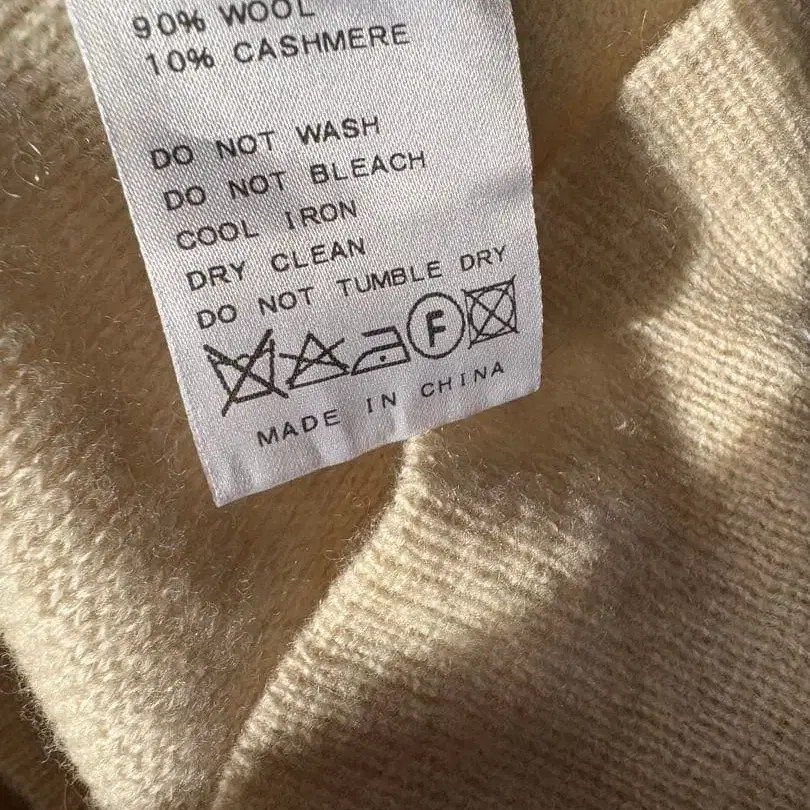 90% WOOL
10% CASHMERE
DO NOT WASH
DO NOT BLEACH
COOL IRON
DRY CLEAN
DO NOT TUMBLE DRY
F
MADE IN CHINA